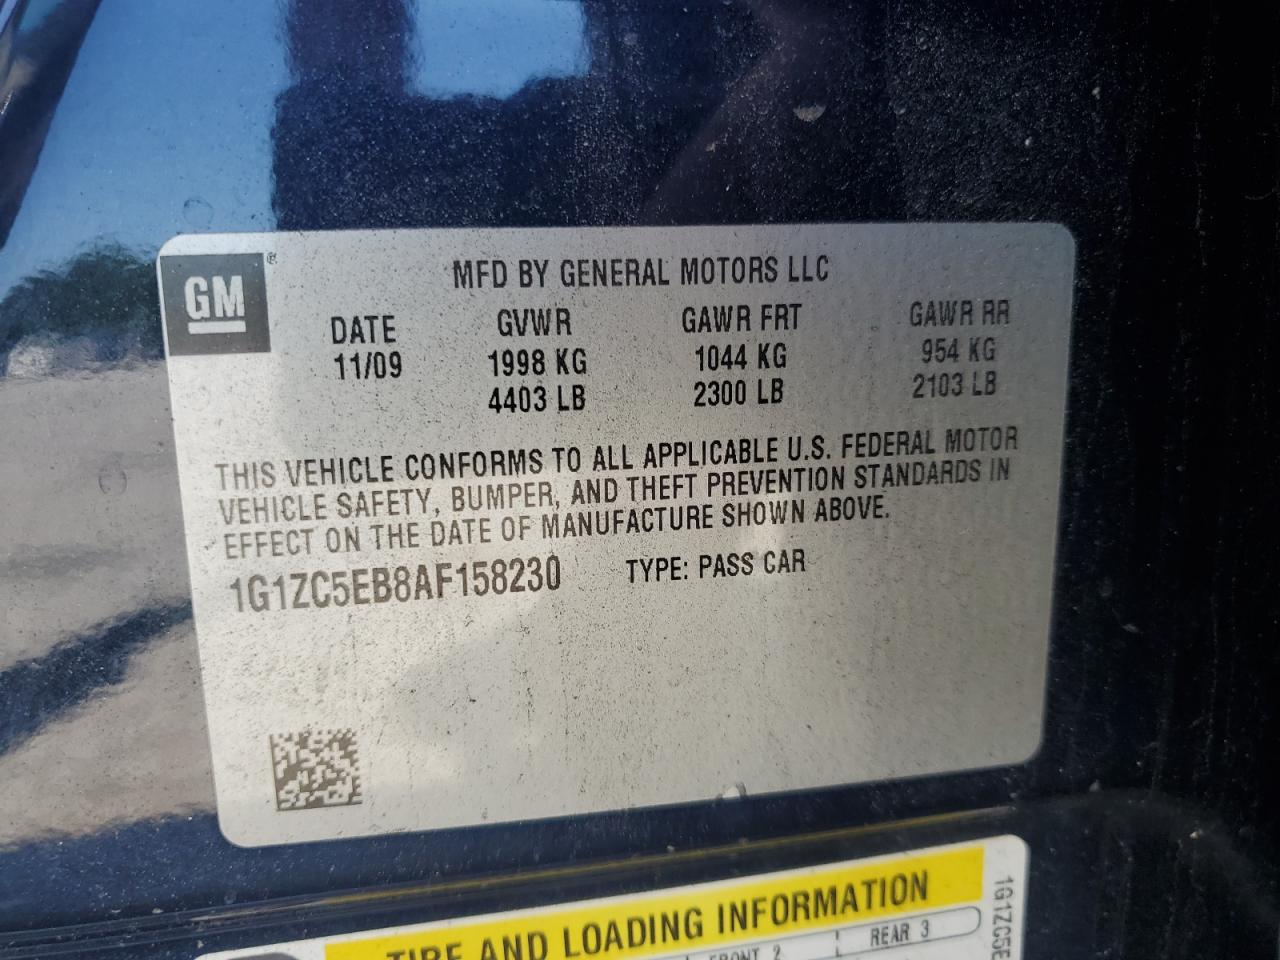 GM®
MFD BY GENERAL MOTORS LLC
DATE GVWR GAWR FRT GAWR RR
11/09 1998 KG 1044 KG 954 KG
4403 LB 2300 LB 2103 LB
THIS VEHICLE CONFORMS TO ALL APPLICABLE U.S. FEDERAL MOTOR
VEHICLE SAFETY, BUMPER, AND THEFT PREVENTION STANDARDS IN
EFFECT ON THE DATE OF MANUFACTURE SHOWN ABOVE.
1G1ZC5EB8AF158230 TYPE: PASS CAR
TIRE AND LOADING INFORMATION
FRONT 2 REAR 3
1G1ZC5E